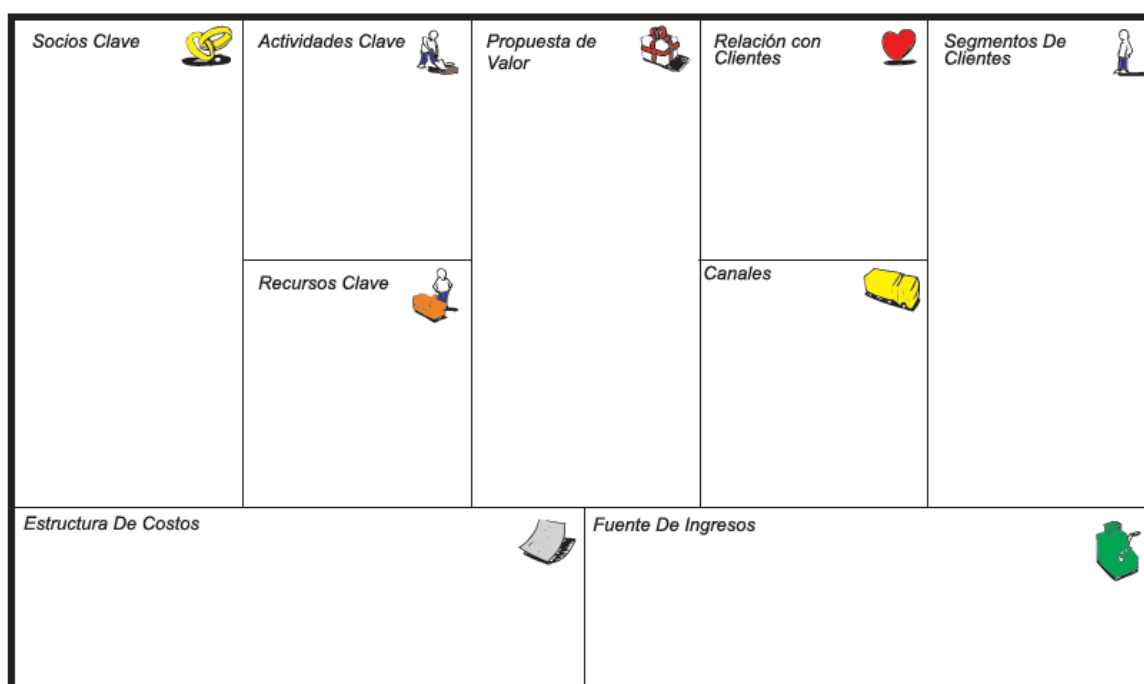 Socios Clave
Actividades Clave
Propuesta de
Valor
Relación con
Clientes
Segmentos De
Clientes
Recursos Clave
Canales
Estructura De Costos
Fuente De Ingresos